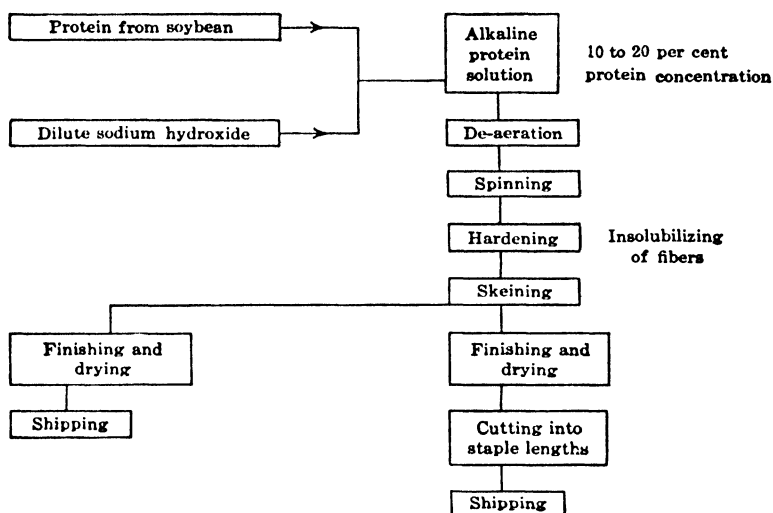 Protein from soybean
Alkaline
protein
solution
10 to 20 per cent
protein concentration
Dilute sodium hydroxide
De-aeration
Spinning
Hardening
Insolubilizing
of fibers
Skeining
Finishing and
drying
Finishing and
drying
Shipping
Cutting into
staple lengths
Shipping